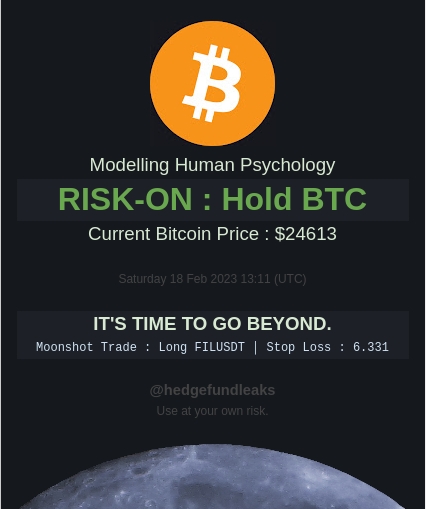 Modelling Human Psychology
RISK-ON : Hold BTC
Current Bitcoin Price : $24613
Saturday 18 Feb 2023 13:11 (UTC)
IT'S TIME TO GO BEYOND.
Moonshot Trade : Long FILUSDT | Stop Loss : 6.331
@hedgefundleaks
Use at your own risk.